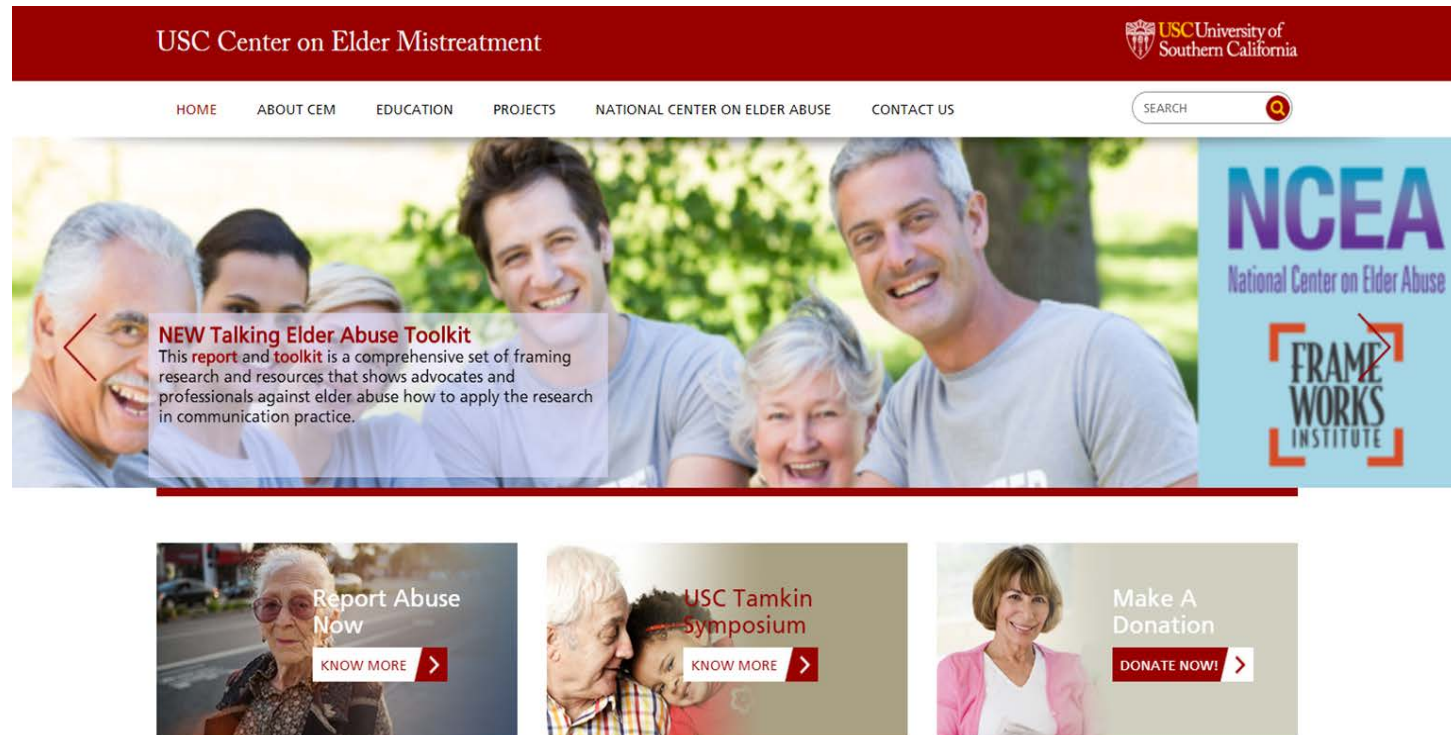 USC Center on Elder Mistreatment
USC University of
Southern California
HOME ABOUT CEM EDUCATION PROJECTS NATIONAL CENTER ON ELDER ABUSE CONTACT US SEARCH
NCEA
National Center on Elder Abuse
NEW Talking Elder Abuse Toolkit
This report and toolkit is a comprehensive set of framing
research and resources that shows advocates and
professionals against elder abuse how to apply the research
in communication practice.
FRAME
WORKS
INSTITUTE
Report Abuse
Now
KNOW MORE
USC Tamkin
Symposium
KNOW MORE
Make A
Donation
DONATE NOW!